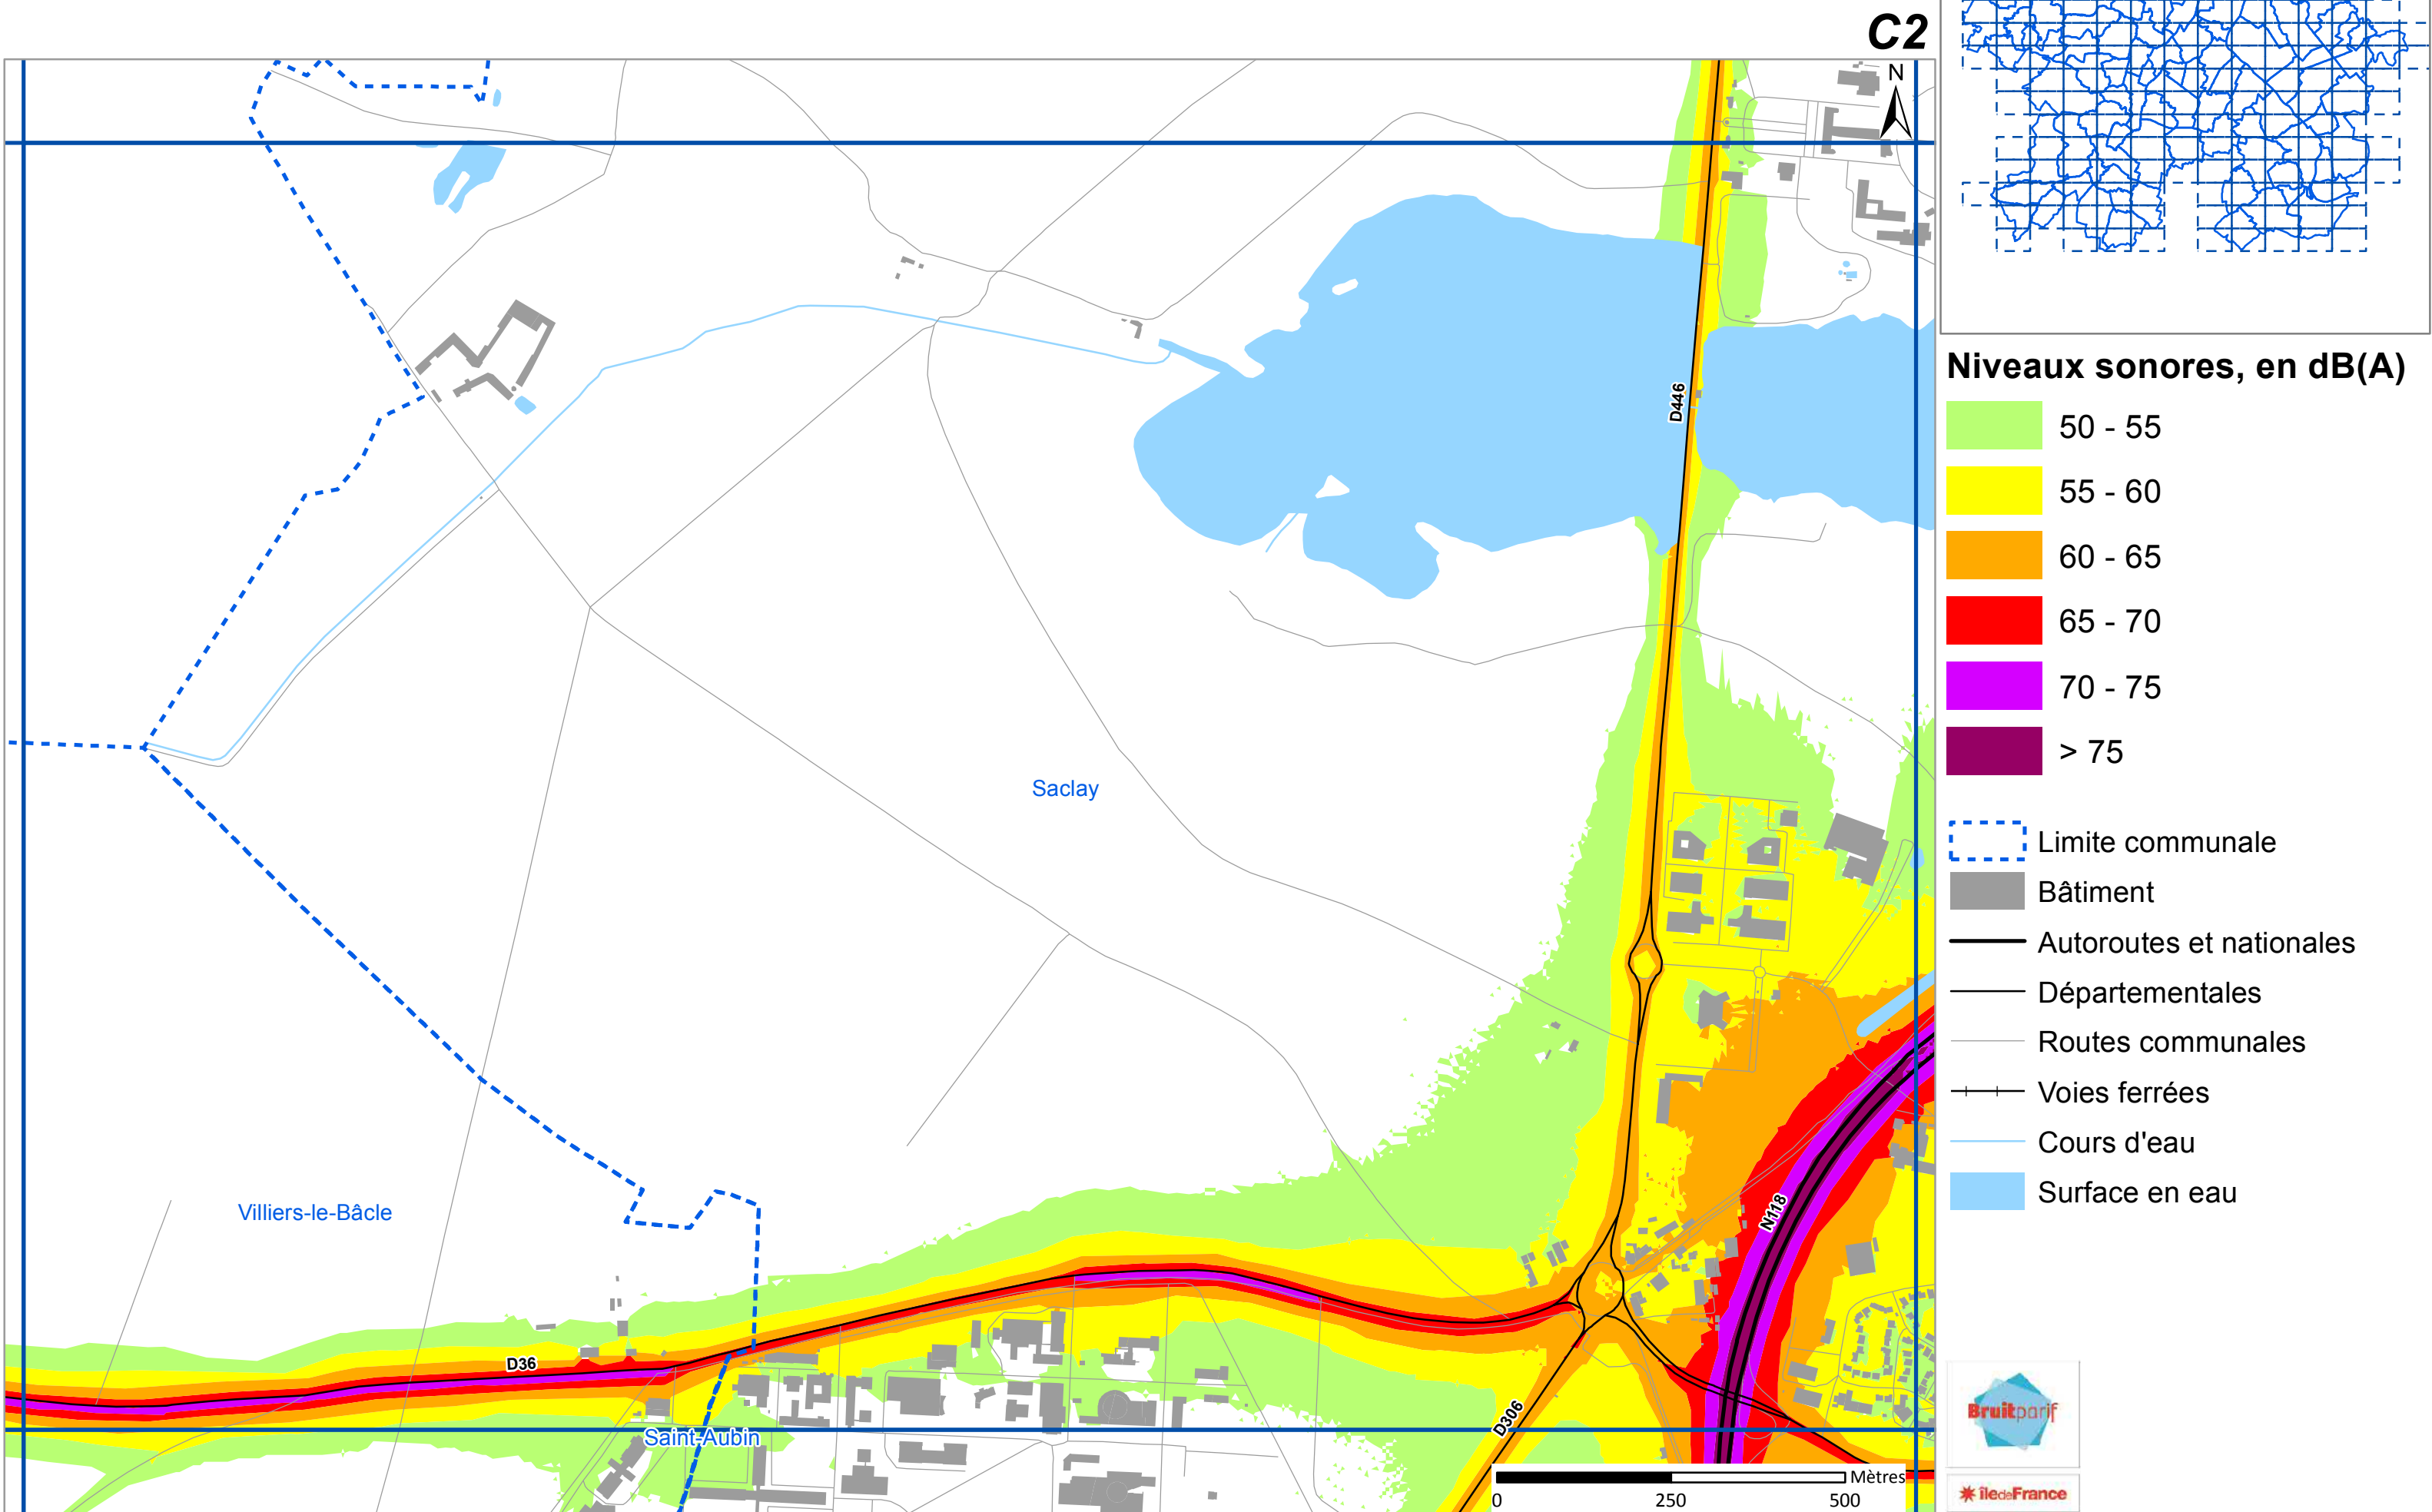 C2
N
D446
Saclay
Villiers-le-Bâcle
N118
D36
D306
Saint-Aubin
Mètres
0 250 500
Niveaux sonores, en dB(A)
50 - 55
55 - 60
60 - 65
65 - 70
70 - 75
> 75
Limite communale
Bâtiment
Autoroutes et nationales
Départementales
Routes communales
Voies ferrées
Cours d'eau
Surface en eau
Bruitparif
îledeFrance